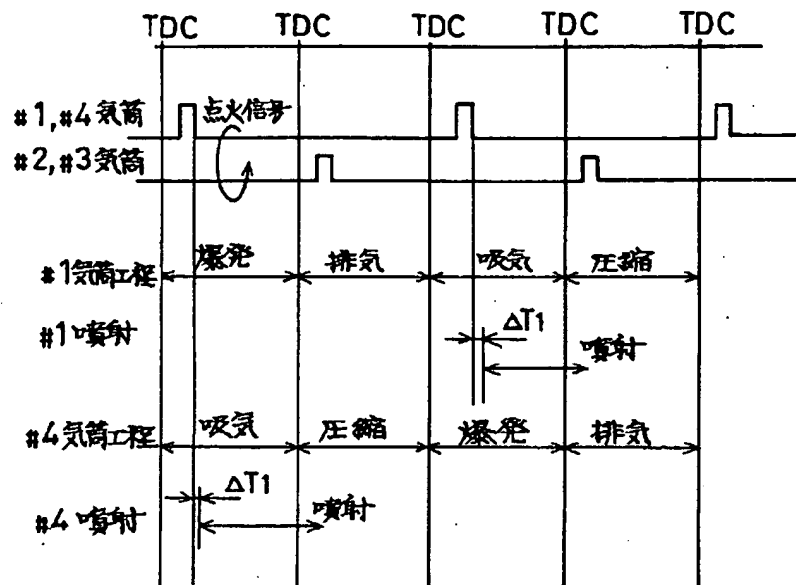 TDC TDC TDC TDC TDC
#1,#4気筒 点火信号
#2,#3気筒
#1気筒工程 爆発 排気 吸気 圧縮
#1噴射 ΔT1 噴射
#4気筒工程 吸気 圧縮 爆発 排気
#4噴射 ΔT1 噴射